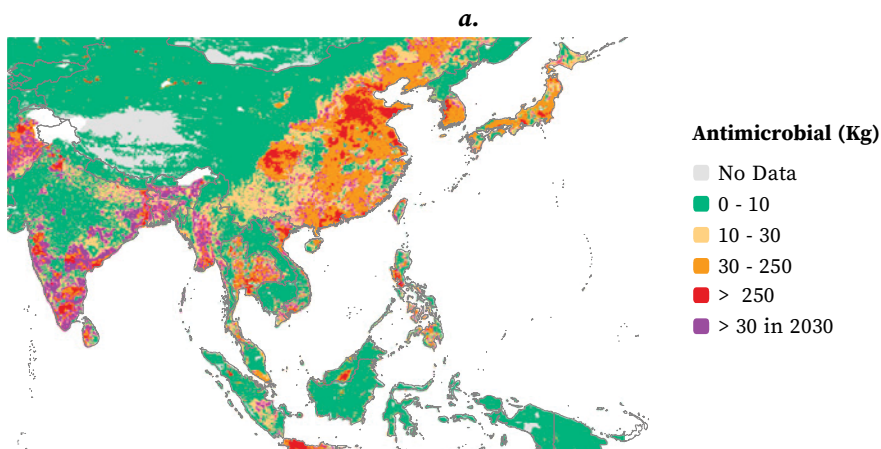 a.
Antimicrobial (Kg)
No Data
0 - 10
10 - 30
30 - 250
> 250
> 30 in 2030